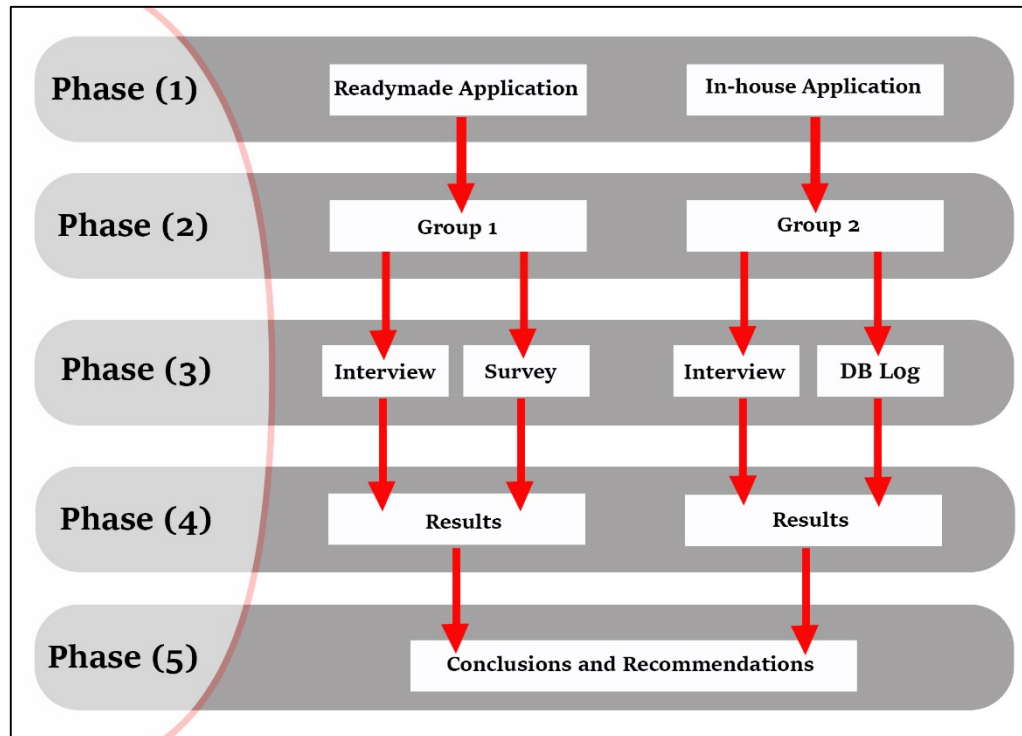 Phase (1)
Readymade Application
In-house Application
Phase (2)
Group 1
Group 2
Phase (3)
Interview
Survey
Interview
DB Log
Phase (4)
Results
Results
Phase (5)
Conclusions and Recommendations